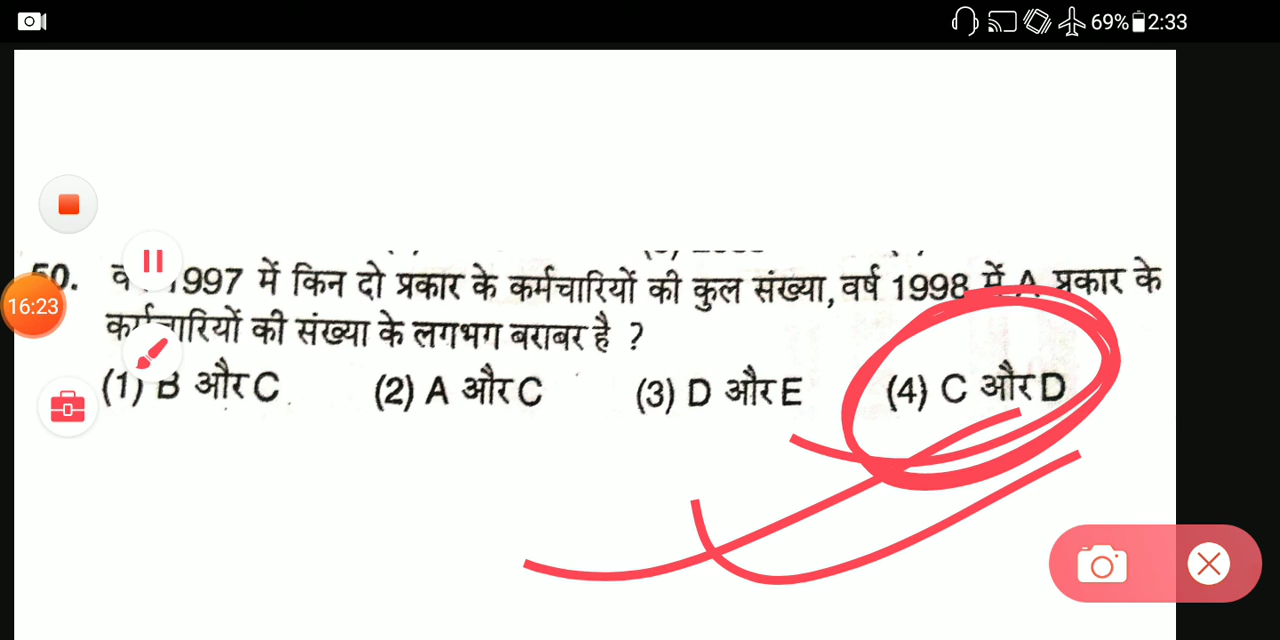 69% 2:33
50. 1997 में किन दो प्रकार के कर्मचारियों की कुल संख्या, वर्ष 1998 में A प्रकार के
कर्मचारियों की संख्या के लगभग बराबर है ?
(1) B और C (2) A और C (3) D और E (4) C और D
16:23